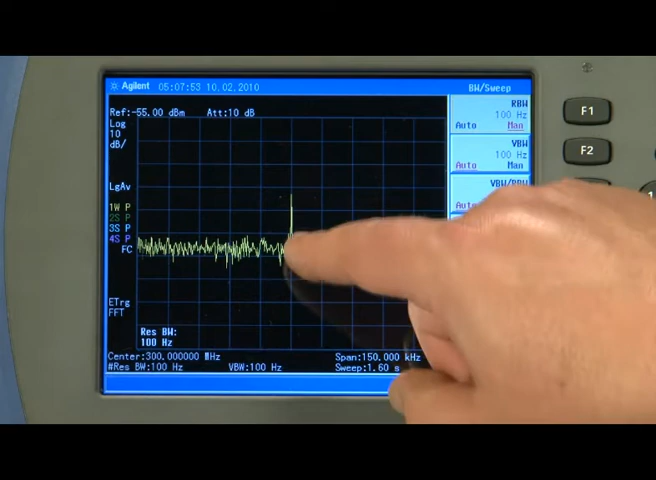 Agilent 05:07:53 10.02.2010 BW/Sweep
Ref:-55.00 dBm Att:10 dB
Log
10
dB/
LgAv
1W P
2S P
3S P
4S P
FC
ETrg
FFT
Res BW:
100 Hz
Center:300.000000 MHz Span:150.000 kHz
#Res BW:100 Hz VBW:100 Hz Sweep:1.60 s
RBW
100 Hz
Auto Man
VBW
100 Hz
Auto Man
VBW/RBW
F1
F2